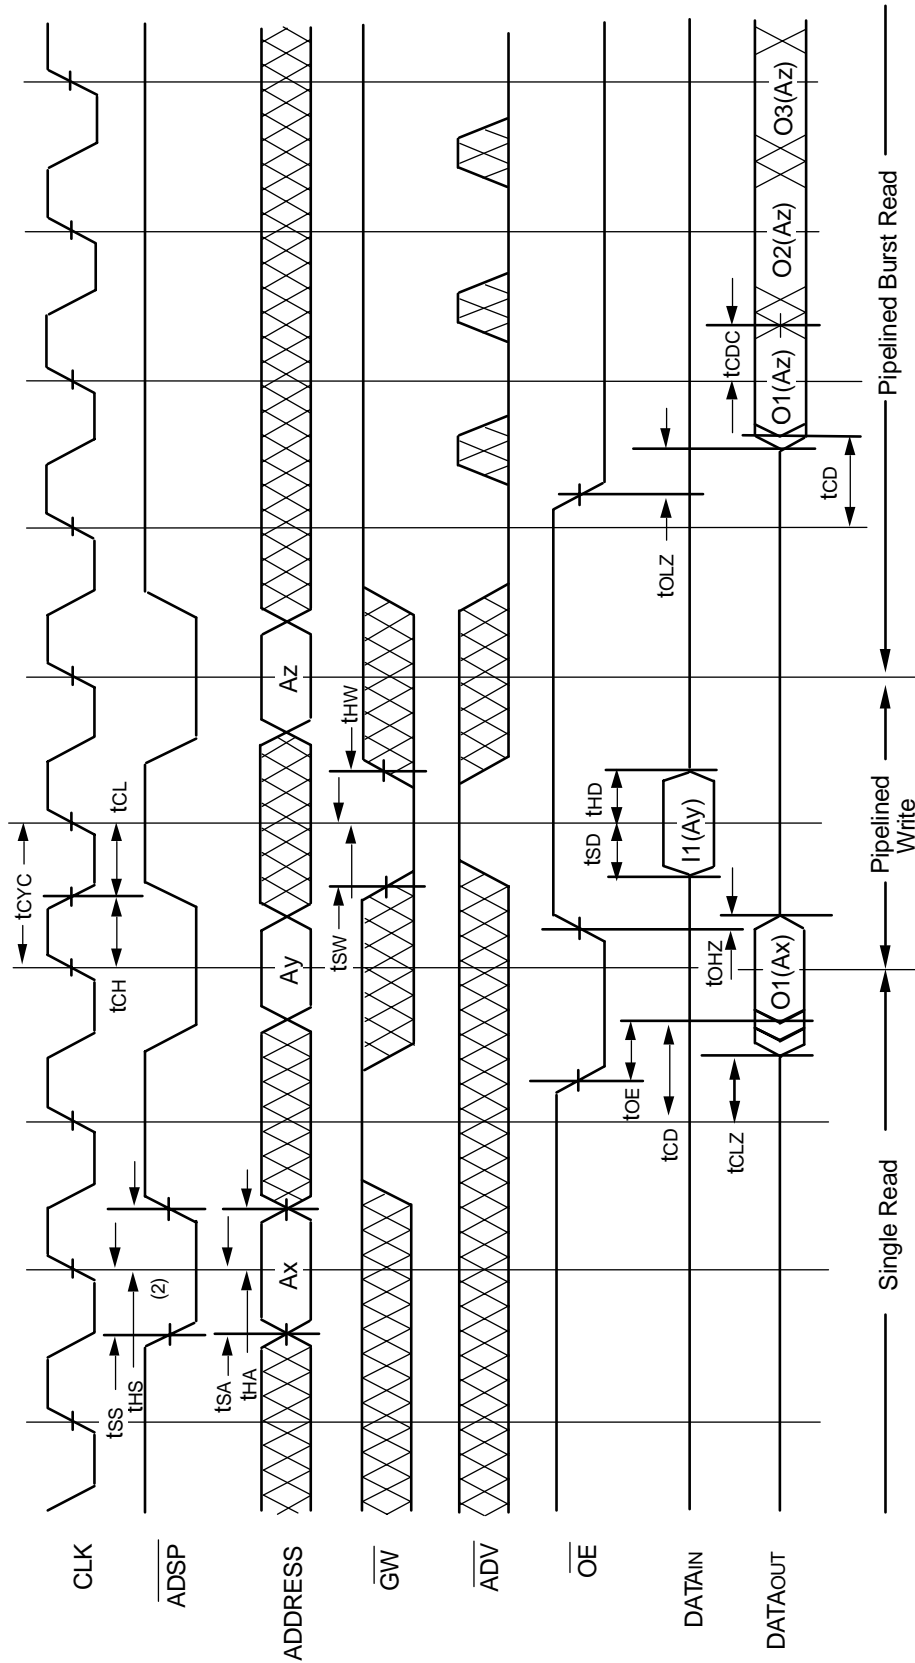 CLK
tCYC
tCH
tCL
tSS
tHS
ADSP
(2)
tSA
tHA
ADDRESS
Ax
Ay
Az
tSW
tHW
GW
ADV
OE
tOE
tOHZ
tOLZ
tSD
tHD
DATAIN
I1(Ay)
tCD
tCLZ
tCDC
tCD
DATAOUT
O1(Ax)
O1(Az)
O2(Az)
O3(Az)
Single Read
Pipelined
Write
Pipelined Burst Read